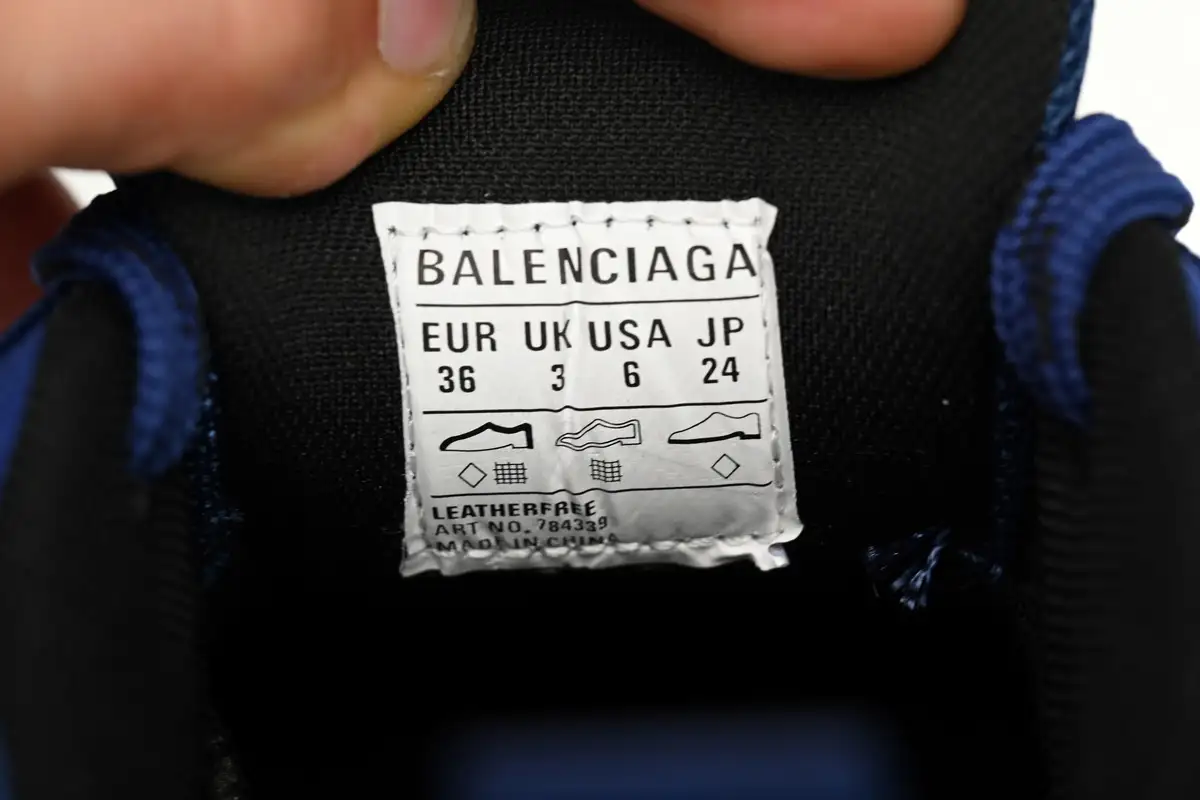 BALENCIAGA
EUR UK USA JP
36 3 6 24
LEATHERFREE
ART NO. 784339
MADE IN CHINA